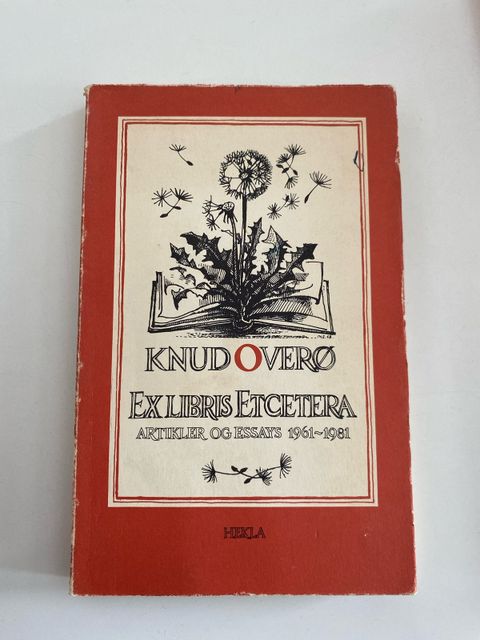 KNUD OVERØ
EX LIBRIS ETCETERA
ARTIKLER OG ESSAYS 1961~1981
HEKLA